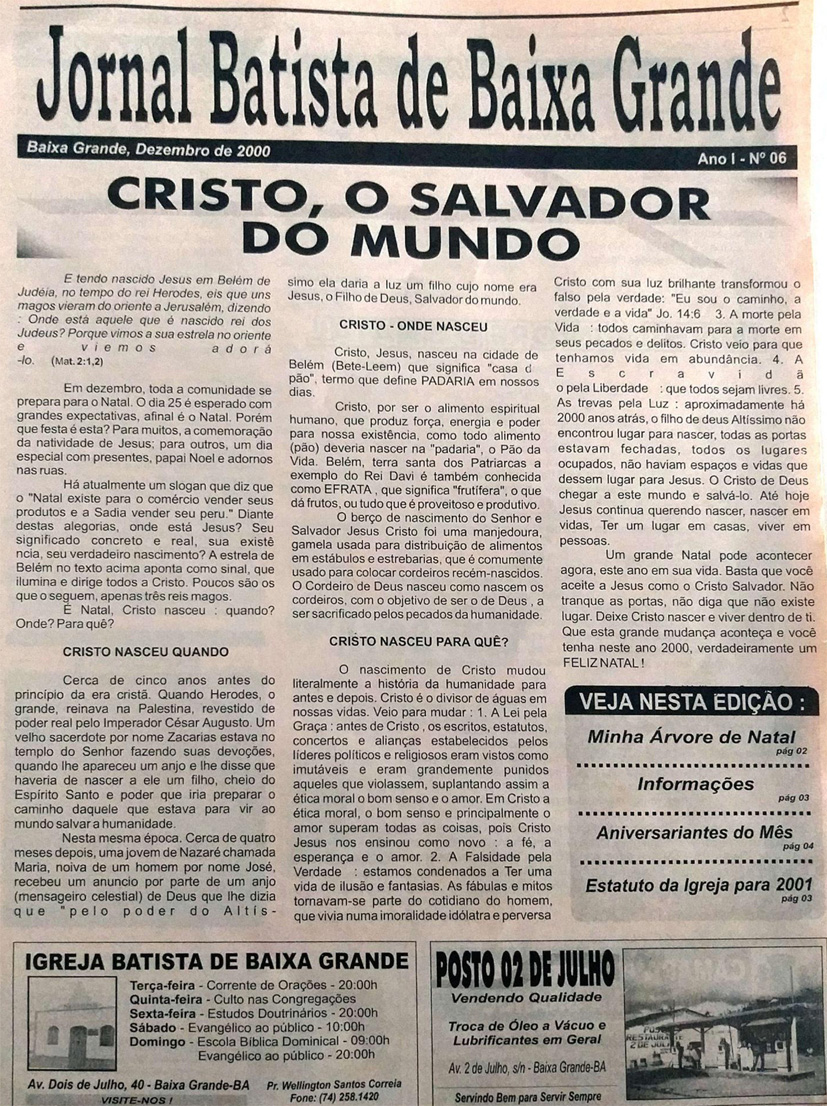 Jornal Batista de Baixa Grande
Baixa Grande, Dezembro de 2000
Ano I - Nº 06
CRISTO, O SALVADOR
DO MUNDO
E tendo nascido Jesus em Belém de
Judéia, no tempo do rei Herodes, eis que uns
magos vieram do oriente a Jerusalém, dizendo
: Onde está aquele que é nascido rei dos
Judeus? Porque vimos a sua estrela no oriente
e viemos adorá
-lo. (Mat. 2:1,2)
Em dezembro, toda a comunidade se
prepara para o Natal. O dia 25 é esperado com
grandes expectativas, afinal é o Natal. Porém
que festa é esta? Para muitos, a comemoração
da natividade de Jesus; para outros, um dia
especial com presentes, papai Noel e adornos
nas ruas.
Há atualmente um slogan que diz que
o "Natal existe para o comércio vender seus
produtos e a Sadia vender seu peru." Diante
destas alegorias, onde está Jesus? Seu
significado concreto e real, sua existê
ncia, seu verdadeiro nascimento? A estrela de
Belém no texto acima aponta como sinal, que
ilumina e dirige todos a Cristo. Poucos são os
que o seguem, apenas três reis magos.
É Natal, Cristo nasceu : quando?
Onde? Para quê?
CRISTO NASCEU QUANDO
Cerca de cinco anos antes do
princípio da era cristã. Quando Herodes, o
grande, reinava na Palestina, revestido de
poder real pelo Imperador César Augusto. Um
velho sacerdote por nome Zacarias estava no
templo do Senhor fazendo suas devoções,
quando lhe apareceu um anjo e lhe disse que
haveria de nascer a ele um filho, cheio do
Espírito Santo e poder que iria preparar o
caminho daquele que estava para vir ao
mundo salvar a humanidade.
Nesta mesma época. Cerca de quatro
meses depois, uma jovem de Nazaré chamada
Maria, noiva de um homem por nome José,
recebeu um anuncio por parte de um anjo
(mensageiro celestial) de Deus que lhe dizia
que "pelo poder do Altís-
simo ela daria a luz um filho cujo nome era
Jesus, o Filho de Deus, Salvador do mundo.
CRISTO - ONDE NASCEU
Cristo, Jesus, nasceu na cidade de
Belém (Bete-Leem) que significa "casa d
pão", termo que define PADARIA em nossos
dias.
Cristo, por ser o alimento espiritual
humano, que produz força, energia e poder
para nossa existência, como todo alimento
(pão) deveria nascer na "padaria", o Pão da
Vida. Belém, terra santa dos Patriarcas a
exemplo do Rei Davi é também conhecida
como EFRATA , que significa "frutífera", o que
dá frutos, ou tudo que é proveitoso e produtivo.
O berço de nascimento do Senhor e
Salvador Jesus Cristo foi uma manjedoura,
gamela usada para distribuição de alimentos
em estábulos e estrebarias, que é comumente
usado para colocar cordeiros recém-nascidos.
O Cordeiro de Deus nasceu como nascem os
cordeiros, com o objetivo de ser o de Deus , a
ser sacrificado pelos pecados da humanidade.
CRISTO NASCEU PARA QUÊ?
O nascimento de Cristo mudou
literalmente a história da humanidade para
antes e depois. Cristo é o divisor de águas em
nossas vidas. Veio para mudar : 1. A Lei pela
Graça : antes de Cristo , os escritos, estatutos,
concertos e alianças estabelecidos pelos
líderes políticos e religiosos eram vistos como
imutáveis e eram grandemente punidos
aqueles que violassem, suplantando assim a
ética moral o bom senso e o amor. Em Cristo a
ética moral, o bom senso e principalmente o
amor superam todas as coisas, pois Cristo
Jesus nos ensinou como novo : a fé, a
esperança e o amor. 2. A Falsidade pela
Verdade : estamos condenados a Ter uma
vida de ilusão e fantasias. As fábulas e mitos
tornavam-se parte do cotidiano do homem,
que vivia numa imoralidade idólatra e perversa
Cristo com sua luz brilhante transformou o
falso pela verdade: "Eu sou o caminho, a
verdade e a vida" Jo. 14:6 3. A morte pela
Vida : todos caminhavam para a morte em
seus pecados e delitos. Cristo veio para que
tenhamos vida em abundância. 4. A
Escravidã
o pela Liberdade : que todos sejam livres. 5.
As trevas pela Luz : aproximadamente há
2000 anos atrás, o filho de deus Altíssimo não
encontrou lugar para nascer, todas as portas
estavam fechadas, todos os lugares
ocupados, não haviam espaços e vidas que
dessem lugar para Jesus. O Cristo de Deus
chegar a este mundo e salvá-lo. Até hoje
Jesus continua querendo nascer, nascer em
vidas, Ter um lugar em casas, viver em
pessoas.
Um grande Natal pode acontecer
agora, este ano em sua vida. Basta que você
aceite a Jesus como o Cristo Salvador. Não
tranque as portas, não diga que não existe
lugar. Deixe Cristo nascer e viver dentro de ti.
Que esta grande mudança aconteça e você
tenha neste ano 2000, verdadeiramente um
FELIZ NATAL !
VEJA NESTA EDIÇÃO :
Minha Árvore de Natal
pág 02
Informações
pág 03
Aniversariantes do Mês
pág 04
Estatuto da Igreja para 2001
pág 03
IGREJA BATISTA DE BAIXA GRANDE
Terça-feira - Corrente de Orações - 20:00h
Quinta-feira - Culto nas Congregações
Sexta-feira - Estudos Doutrinários - 20:00h
Sábado - Evangélico ao público - 10:00h
Domingo - Escola Bíblica Dominical - 09:00h
Evangélico ao público - 20:00h
Av. Dois de Julho, 40 - Baixa Grande-BA
Pr. Wellington Santos Correia
Fone: (74) 258.1420
VISITE-NOS !
POSTO 02 DE JULHO
Vendendo Qualidade
Troca de Óleo a Vácuo e
Lubrificantes em Geral
Av. 2 de Julho, s/n - Baixa Grande-BA
Servindo Bem para Servir Sempre
RESTAURANTE
2 DE JUL